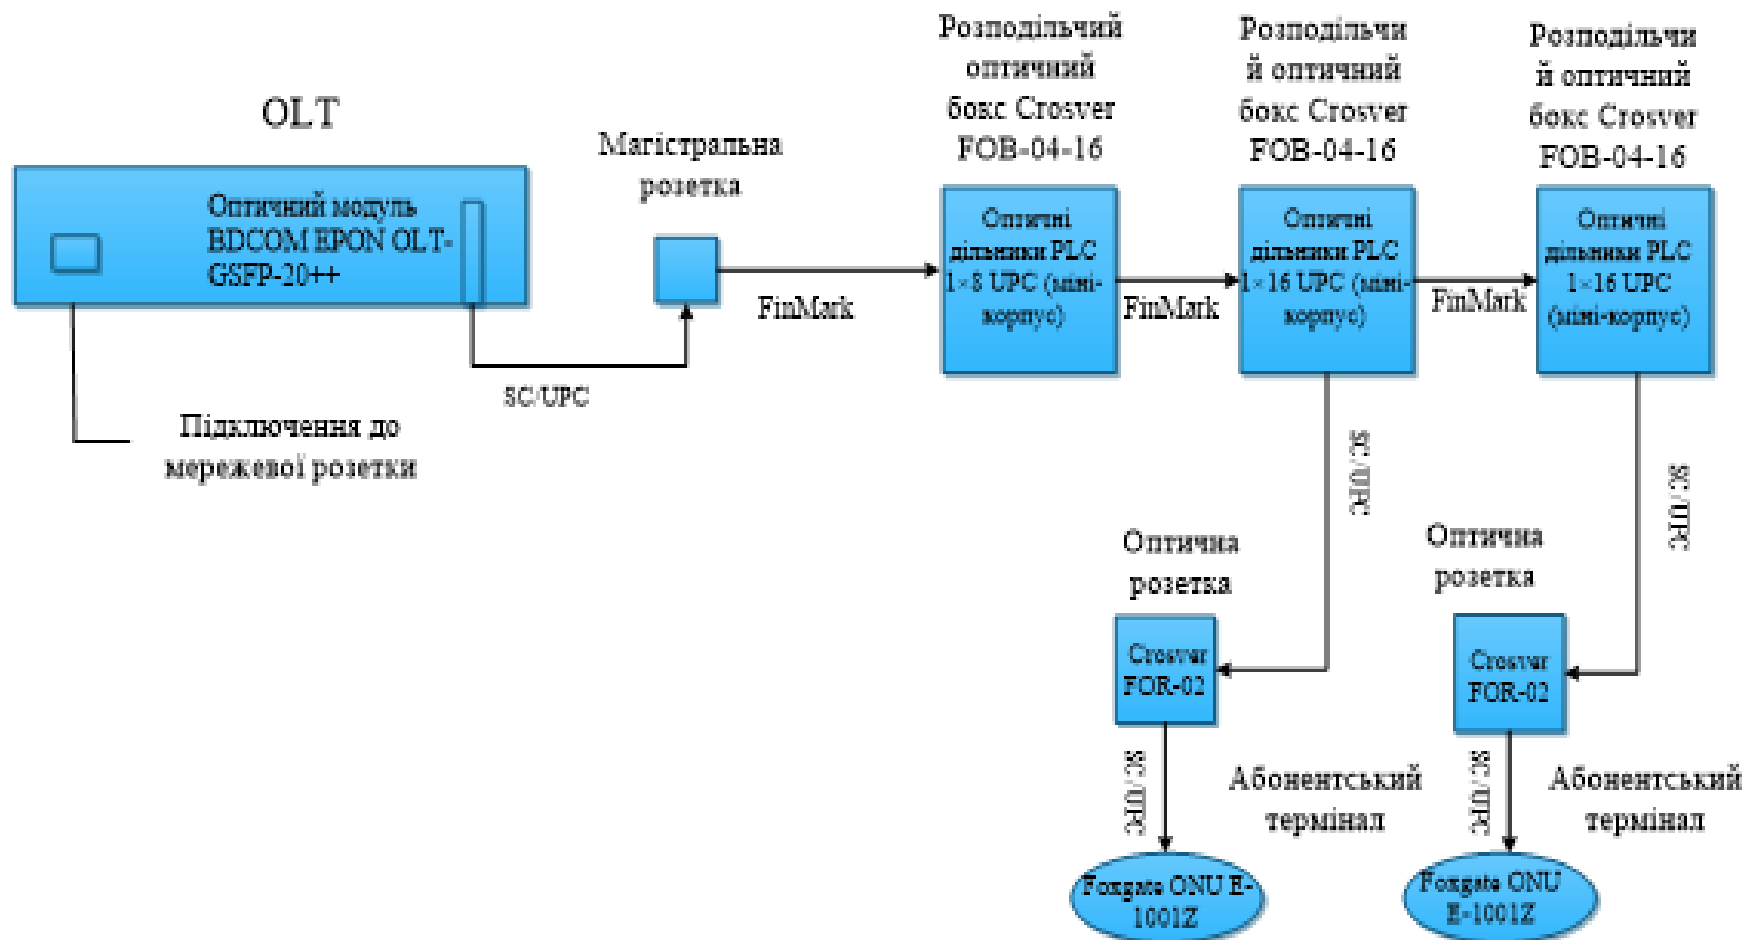 OLT
Оптичний модуль
BDCOM EPON OLT-
GSFP-20++
Підключення до
мережевої розетки
SC/UPC
Магістральна
розетка
FinMark
Розподільчий
оптичний
бокс Crosver
FOB-04-16
Оптичні
дільники PLC
1×8 UPC (міні-
корпус)
FinMark
Розподільчи
й оптичний
бокс Crosver
FOB-04-16
Оптичні
дільники PLC
1×16 UPC (міні-
корпус)
FinMark
Розподільчи
й оптичний
бокс Crosver
FOB-04-16
Оптичні
дільники PLC
1×16 UPC
(міні-корпус)
SC/UPC
SC/UPC
Оптична
розетка
Crosver
FOR-02
SC/UPC
Абонентський
термінал
Foxgate ONU E-
1001Z
Оптична
розетка
Crosver
FOR-02
SC/UPC
Абонентський
термінал
Foxgate ONU
E-1001Z